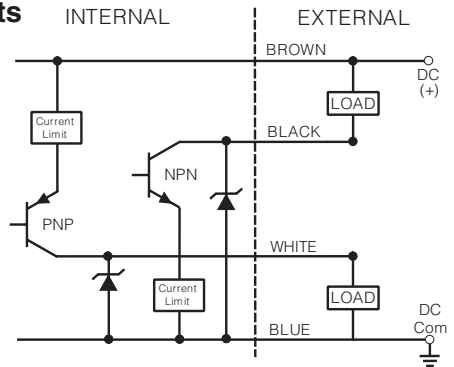 ts
INTERNAL
EXTERNAL
BROWN
DC
(+)
Current
Limit
LOAD
BLACK
NPN
PNP
WHITE
Current
Limit
LOAD
DC
Com
BLUE